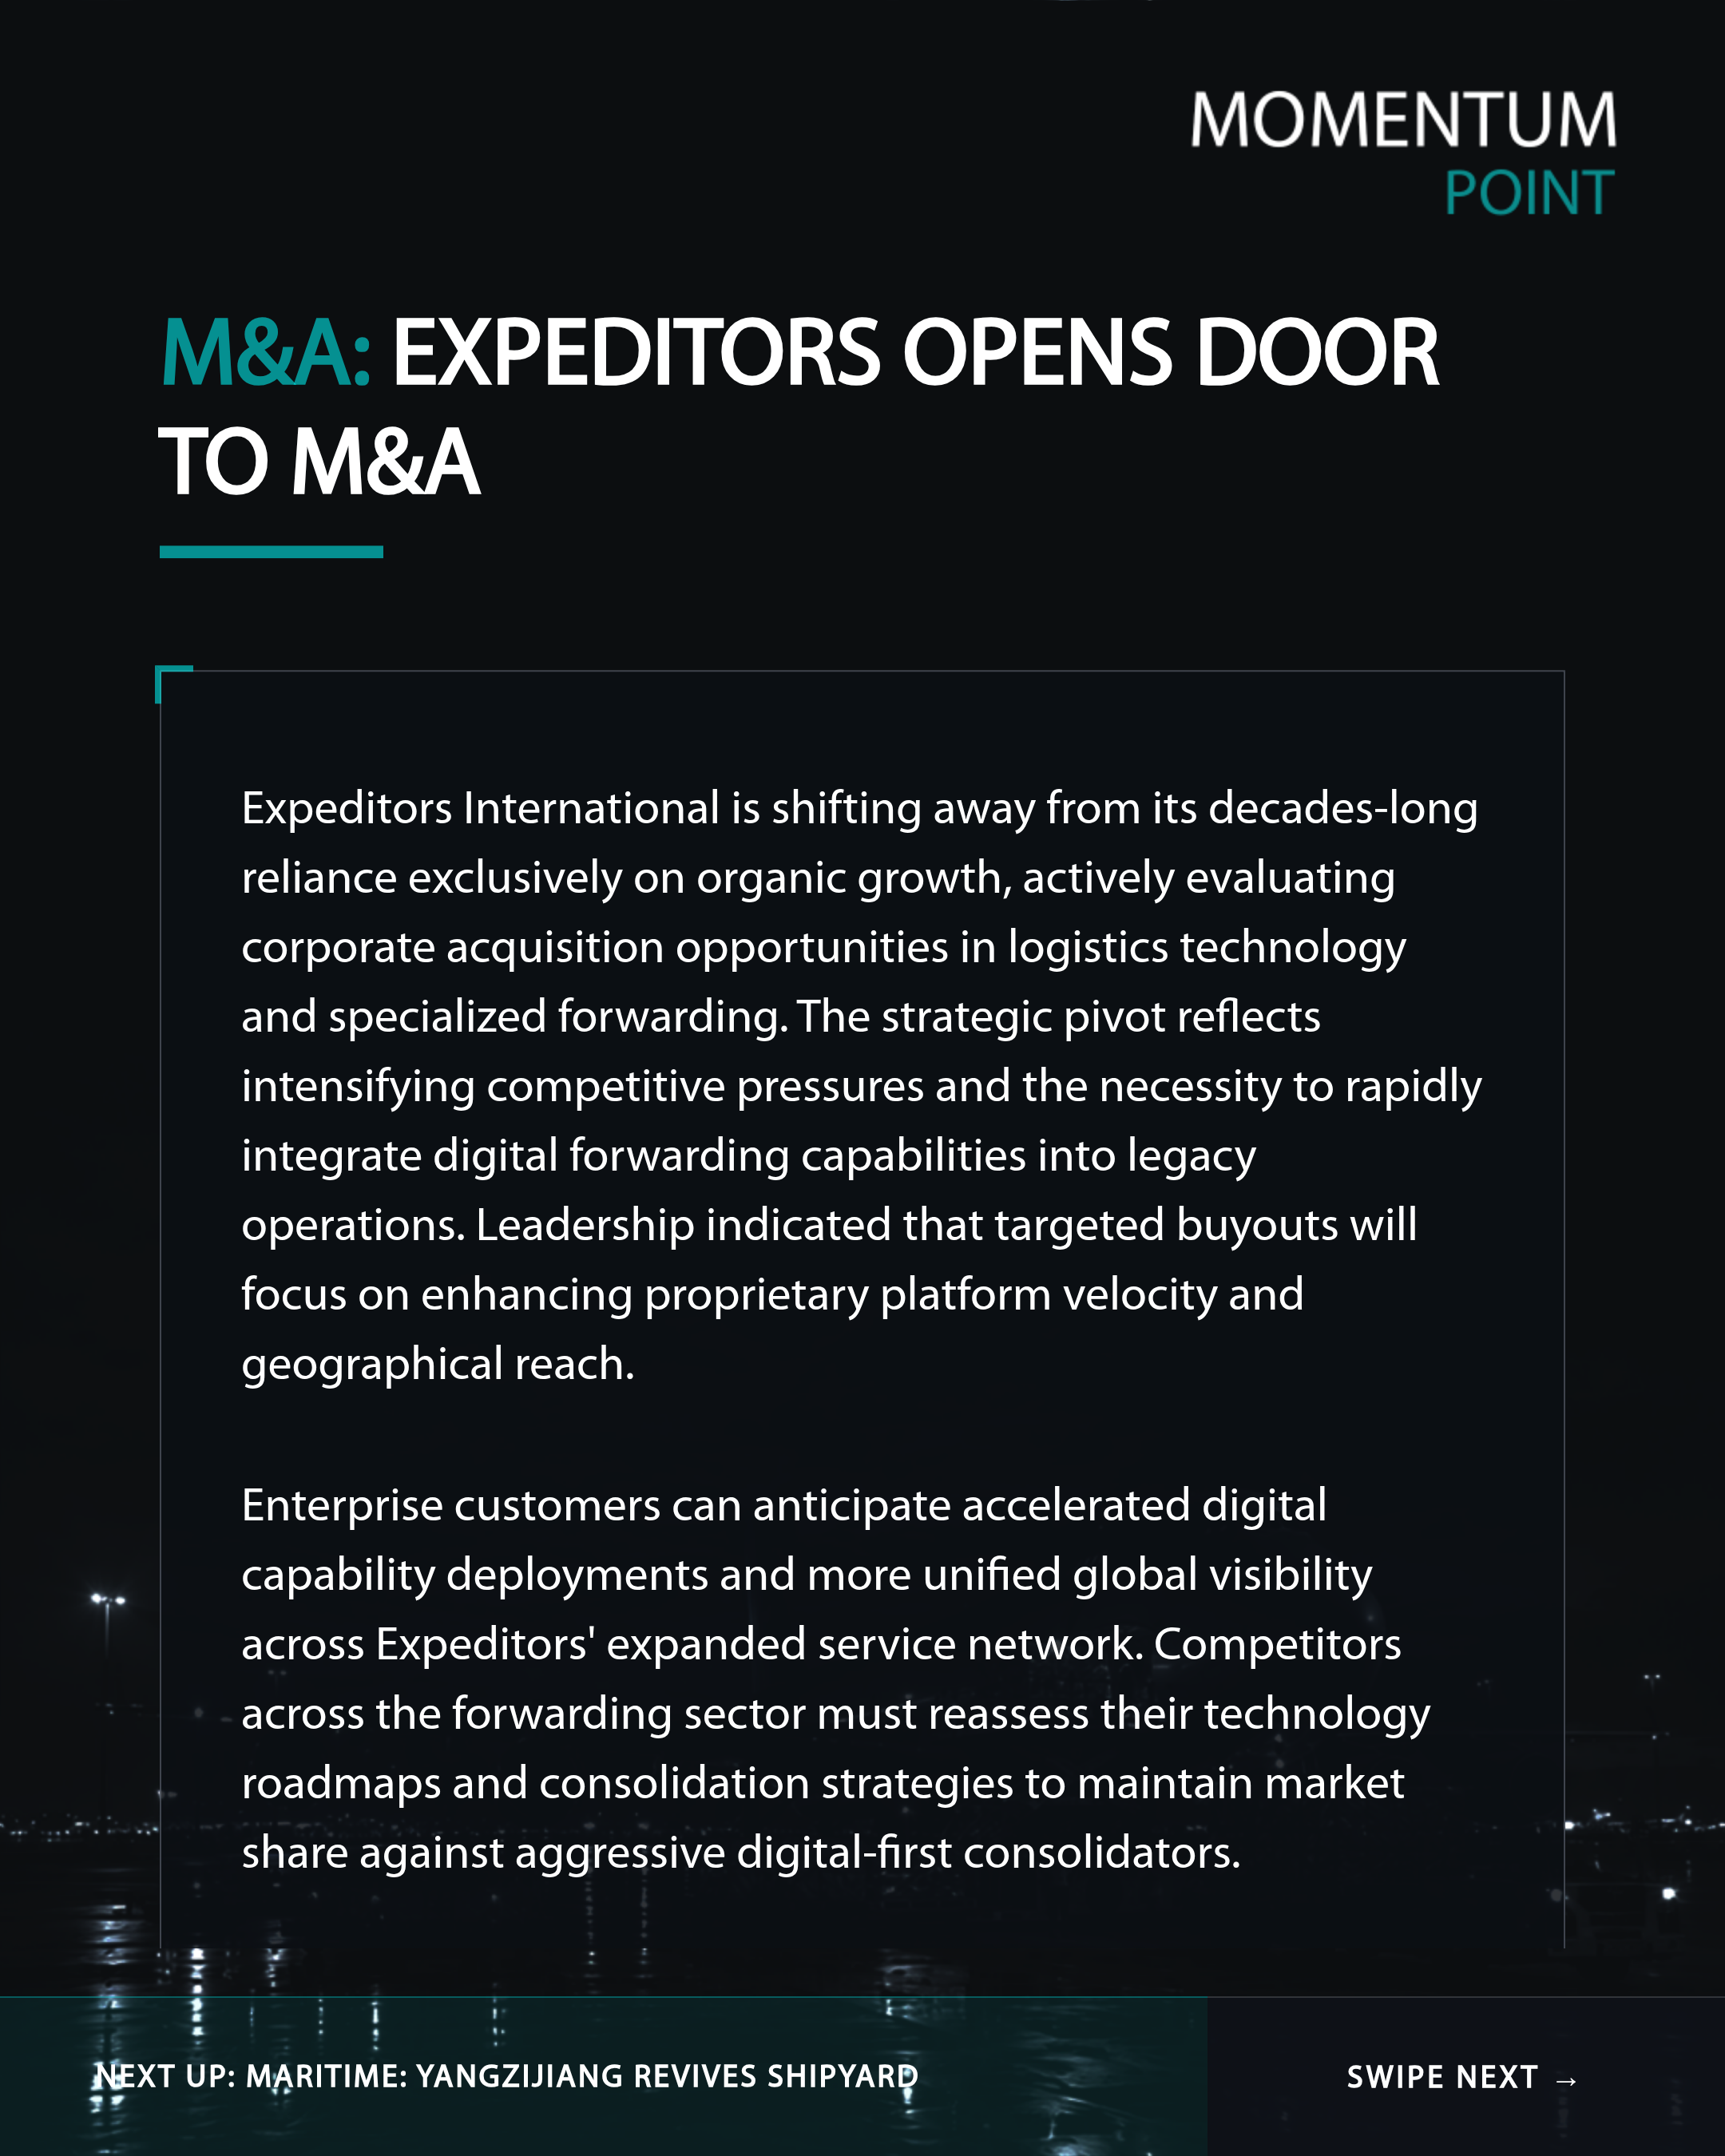 MOMENTUM
POINT
M&A: EXPEDITORS OPENS DOOR
TO M&A
Expeditors International is shifting away from its decades-long
reliance exclusively on organic growth, actively evaluating
corporate acquisition opportunities in logistics technology
and specialized forwarding. The strategic pivot reflects
intensifying competitive pressures and the necessity to rapidly
integrate digital forwarding capabilities into legacy
operations. Leadership indicated that targeted buyouts will
focus on enhancing proprietary platform velocity and
geographical reach.
Enterprise customers can anticipate accelerated digital
capability deployments and more unified global visibility
across Expeditors' expanded service network. Competitors
across the forwarding sector must reassess their technology
roadmaps and consolidation strategies to maintain market
share against aggressive digital-first consolidators.
NEXT UP: MARITIME: YANGZIJIANG REVIVES SHIPYARD
SWIPE NEXT →